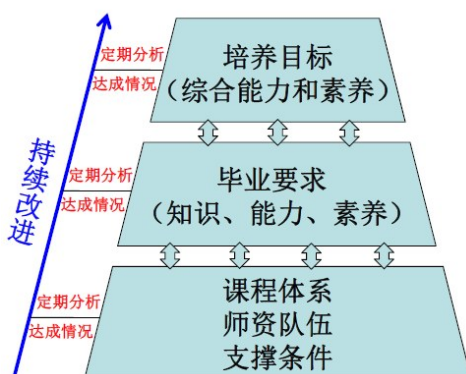 定期分析
达成情况
培养目标
（综合能力和素养）
持续改进
定期分析
达成情况
毕业要求
（知识、能力、素养）
定期分析
达成情况
课程体系
师资队伍
支撑条件